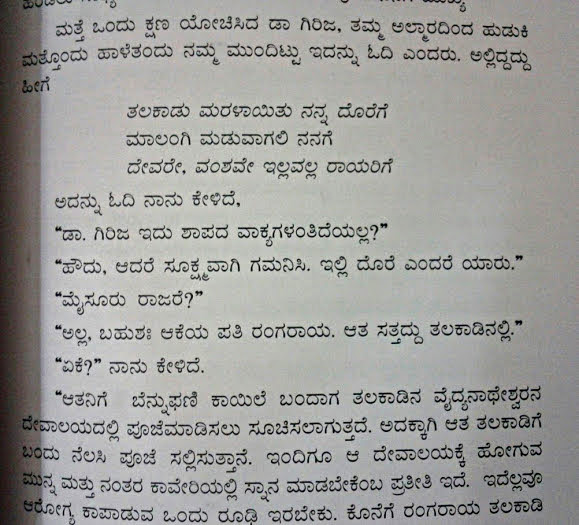 ಮತ್ತೆ ಒಂದು ಕ್ಷಣ ಯೋಚಿಸಿದ ಡಾ ಗಿರಿಜ, ತಮ್ಮ ಅಲ್ಮಾರದಿಂದ ಹುಡುಕಿ
ಮತ್ತೊಂದು ಹಾಳೆತಂದು ನಮ್ಮ ಮುಂದಿಟ್ಟು ಇದನ್ನು ಓದಿ ಎಂದರು. ಅಲ್ಲಿದ್ದದ್ದು
ಹೀಗೆ
ತಲಕಾಡು ಮರಳಾಯಿತು ನನ್ನ ದೊರೆಗೆ
ಮಾಲಂಗಿ ಮಡುವಾಗಲಿ ನನಗೆ
ದೇವರೇ, ವಂಶವೇ ಇಲ್ಲವಲ್ಲ ರಾಯರಿಗೆ
ಅದನ್ನು ಓದಿ ನಾನು ಕೇಳಿದೆ,
“ಡಾ. ಗಿರಿಜ ಇದು ಶಾಪದ ವಾಕ್ಯಗಳಂತಿದೆಯಲ್ಲ?”
“ಹೌದು, ಆದರೆ ಸೂಕ್ಷ್ಮವಾಗಿ ಗಮನಿಸಿ. ಇಲ್ಲಿ ದೊರೆ ಎಂದರೆ ಯಾರು.”
“ಮೈಸೂರು ರಾಜರೆ?”
“ಅಲ್ಲ, ಬಹುಶಃ ಆಕೆಯ ಪತಿ ರಂಗರಾಯ. ಆತ ಸತ್ತದ್ದು ತಲಕಾಡಿನಲ್ಲಿ.”
“ಏಕೆ?” ನಾನು ಕೇಳಿದೆ.
“ಆತನಿಗೆ ಬೆನ್ನುಫಣಿ ಕಾಯಿಲೆ ಬಂದಾಗ ತಲಕಾಡಿನ ವೈದ್ಯನಾಥೇಶ್ವರನ
ದೇವಾಲಯದಲ್ಲಿ ಪೂಜೆಮಾಡಿಸಲು ಸೂಚಿಸಲಾಗುತ್ತದೆ. ಅದಕ್ಕಾಗಿ ಆತ ತಲಕಾಡಿಗೆ
ಬಂದು ನೆಲಸಿ ಪೂಜೆ ಸಲ್ಲಿಸುತ್ತಾನೆ. ಇಂದಿಗೂ ಆ ದೇವಾಲಯಕ್ಕೆ ಹೋಗುವ
ಮುನ್ನ ಮತ್ತು ನಂತರ ಕಾವೇರಿಯಲ್ಲಿ ಸ್ನಾನ ಮಾಡಬೇಕೆಂಬ ಪ್ರತೀತಿ ಇದೆ. ಇದೆಲ್ಲವೂ
ಆರೋಗ್ಯ ಕಾಪಾಡುವ ಒಂದು ರೂಢಿ ಇರಬೇಕು. ಕೊನೆಗೆ ರಂಗರಾಯ ತಲಕಾಡಿ